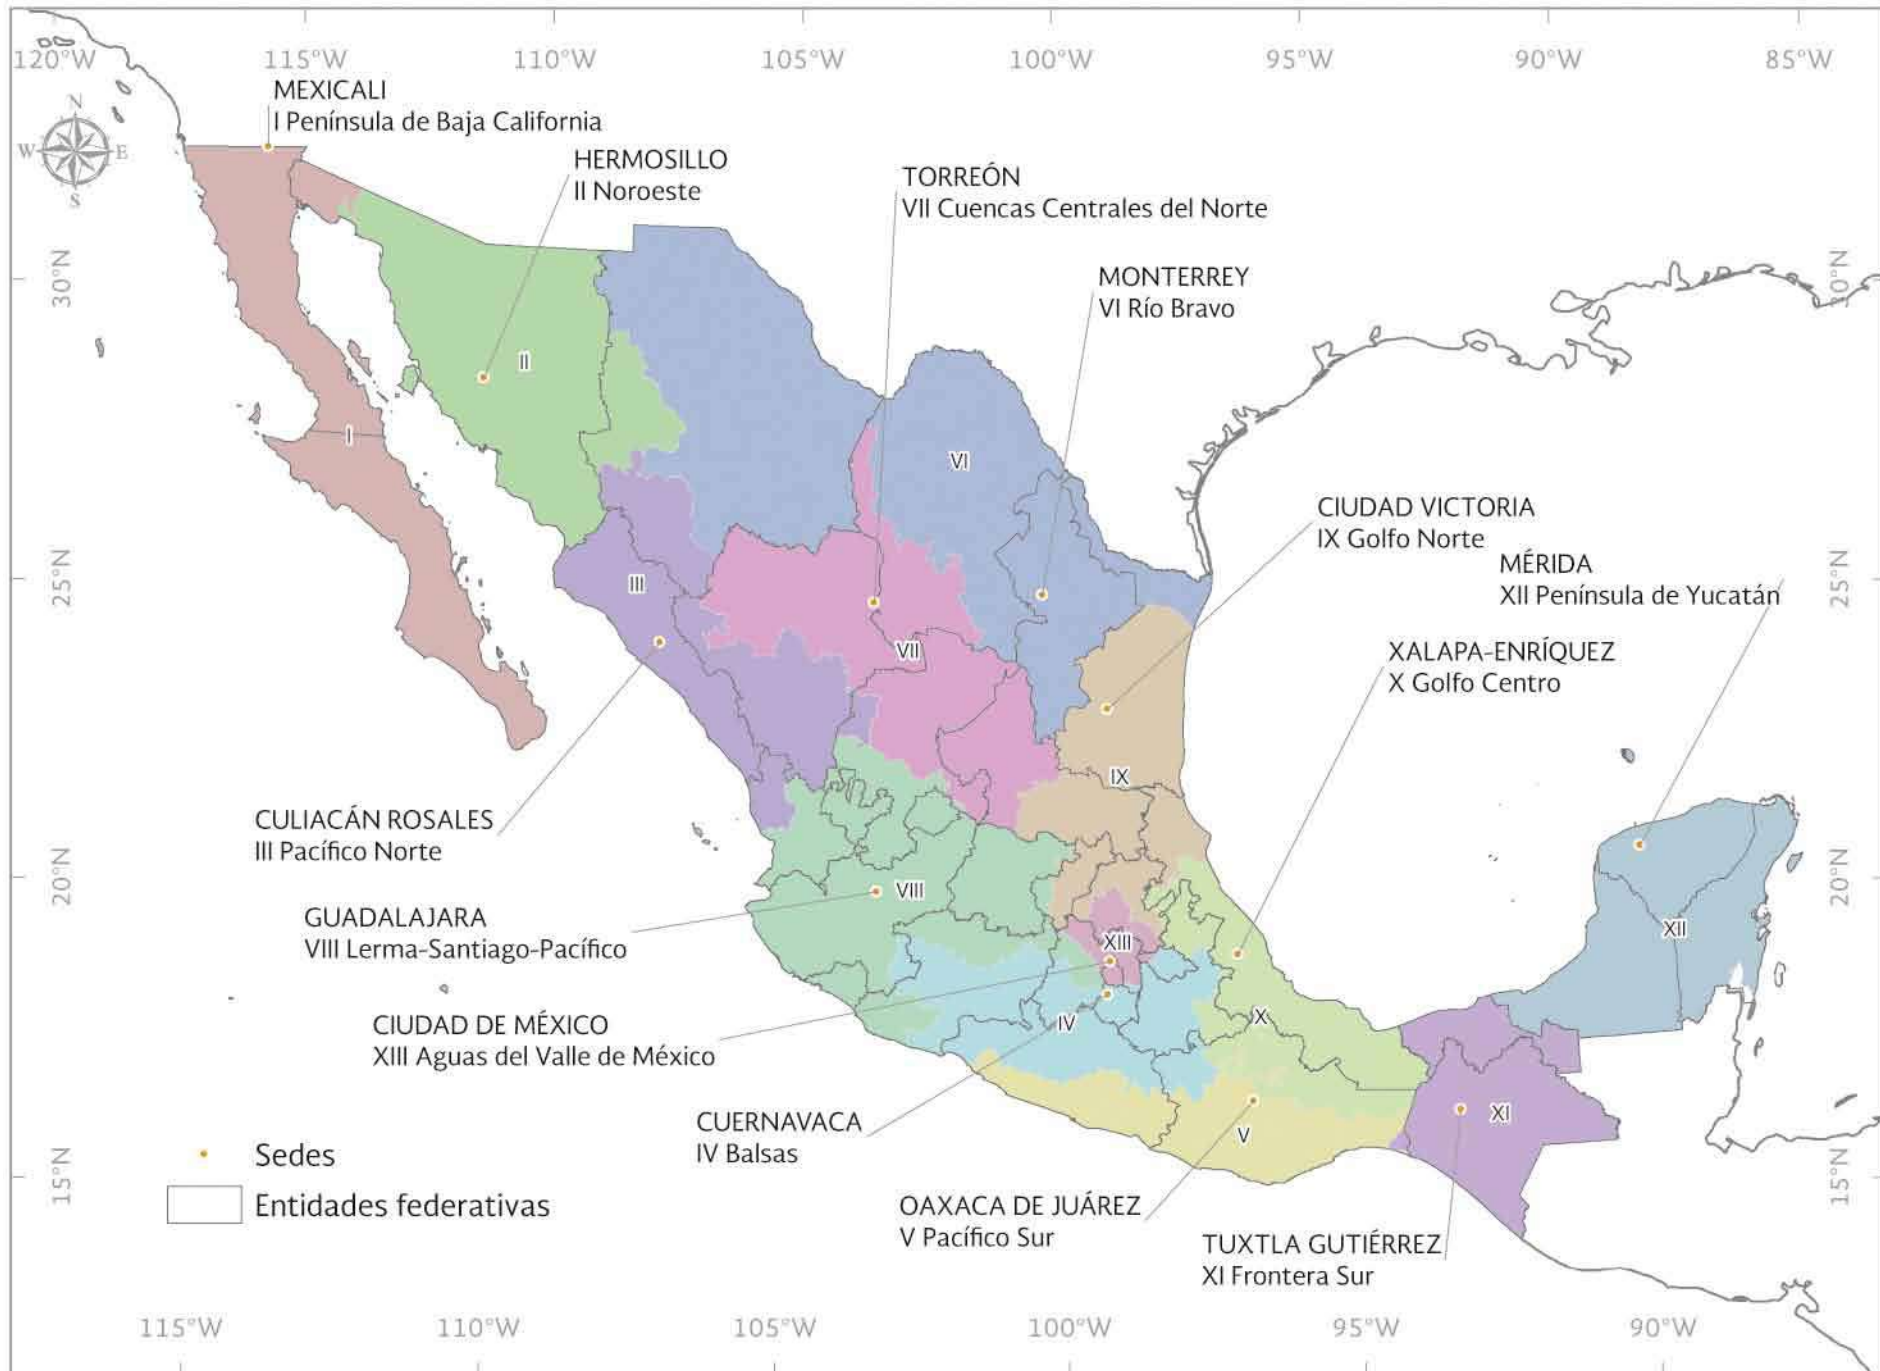 120°W 115°W 110°W 105°W 100°W 95°W 90°W 85°W
MEXICALI
I Península de Baja California
N
W E
S
HERMOSILLO
II Noroeste
TORREÓN
VII Cuencas Centrales del Norte
MONTERREY
VI Río Bravo
30°N
30°N
II
I
VI
CIUDAD VICTORIA
IX Golfo Norte
MÉRIDA
XII Península de Yucatán
25°N
25°N
III
VII
XALAPA-ENRÍQUEZ
X Golfo Centro
IX
CULIACÁN ROSALES
III Pacífico Norte
20°N
20°N
VIII
GUADALAJARA
VIII Lerma-Santiago-Pacífico
XII
XIII
CIUDAD DE MÉXICO
XIII Aguas del Valle de México
IV
X
CUERNAVACA
IV Balsas
V
XI
Sedes
Entidades federativas
15°N
15°N
OAXACA DE JUÁREZ
V Pacífico Sur
TUXTLA GUTIÉRREZ
XI Frontera Sur
115°W 110°W 105°W 100°W 95°W 90°W